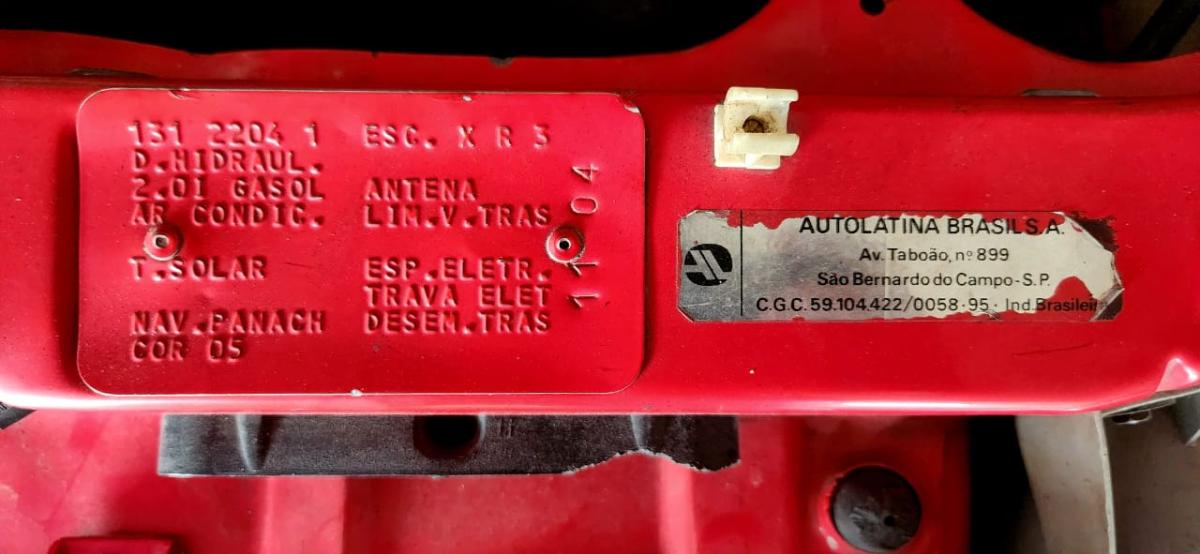 131 2204 1 ESC. X R 3
D.HIDRAUL.
2.0I GASOL ANTENA
AR CONDIC. LIM.V.TRAS
T.SOLAR ESP.ELETR.
TRAVA ELET
NAV.PANACH DESEM.TRAS
COR 05
11 04
AUTOLATINA BRASIL S.A.
Av. Taboão, nº 899
São Bernardo do Campo - S.P.
C.G.C. 59.104.422/0058-95 · Ind.